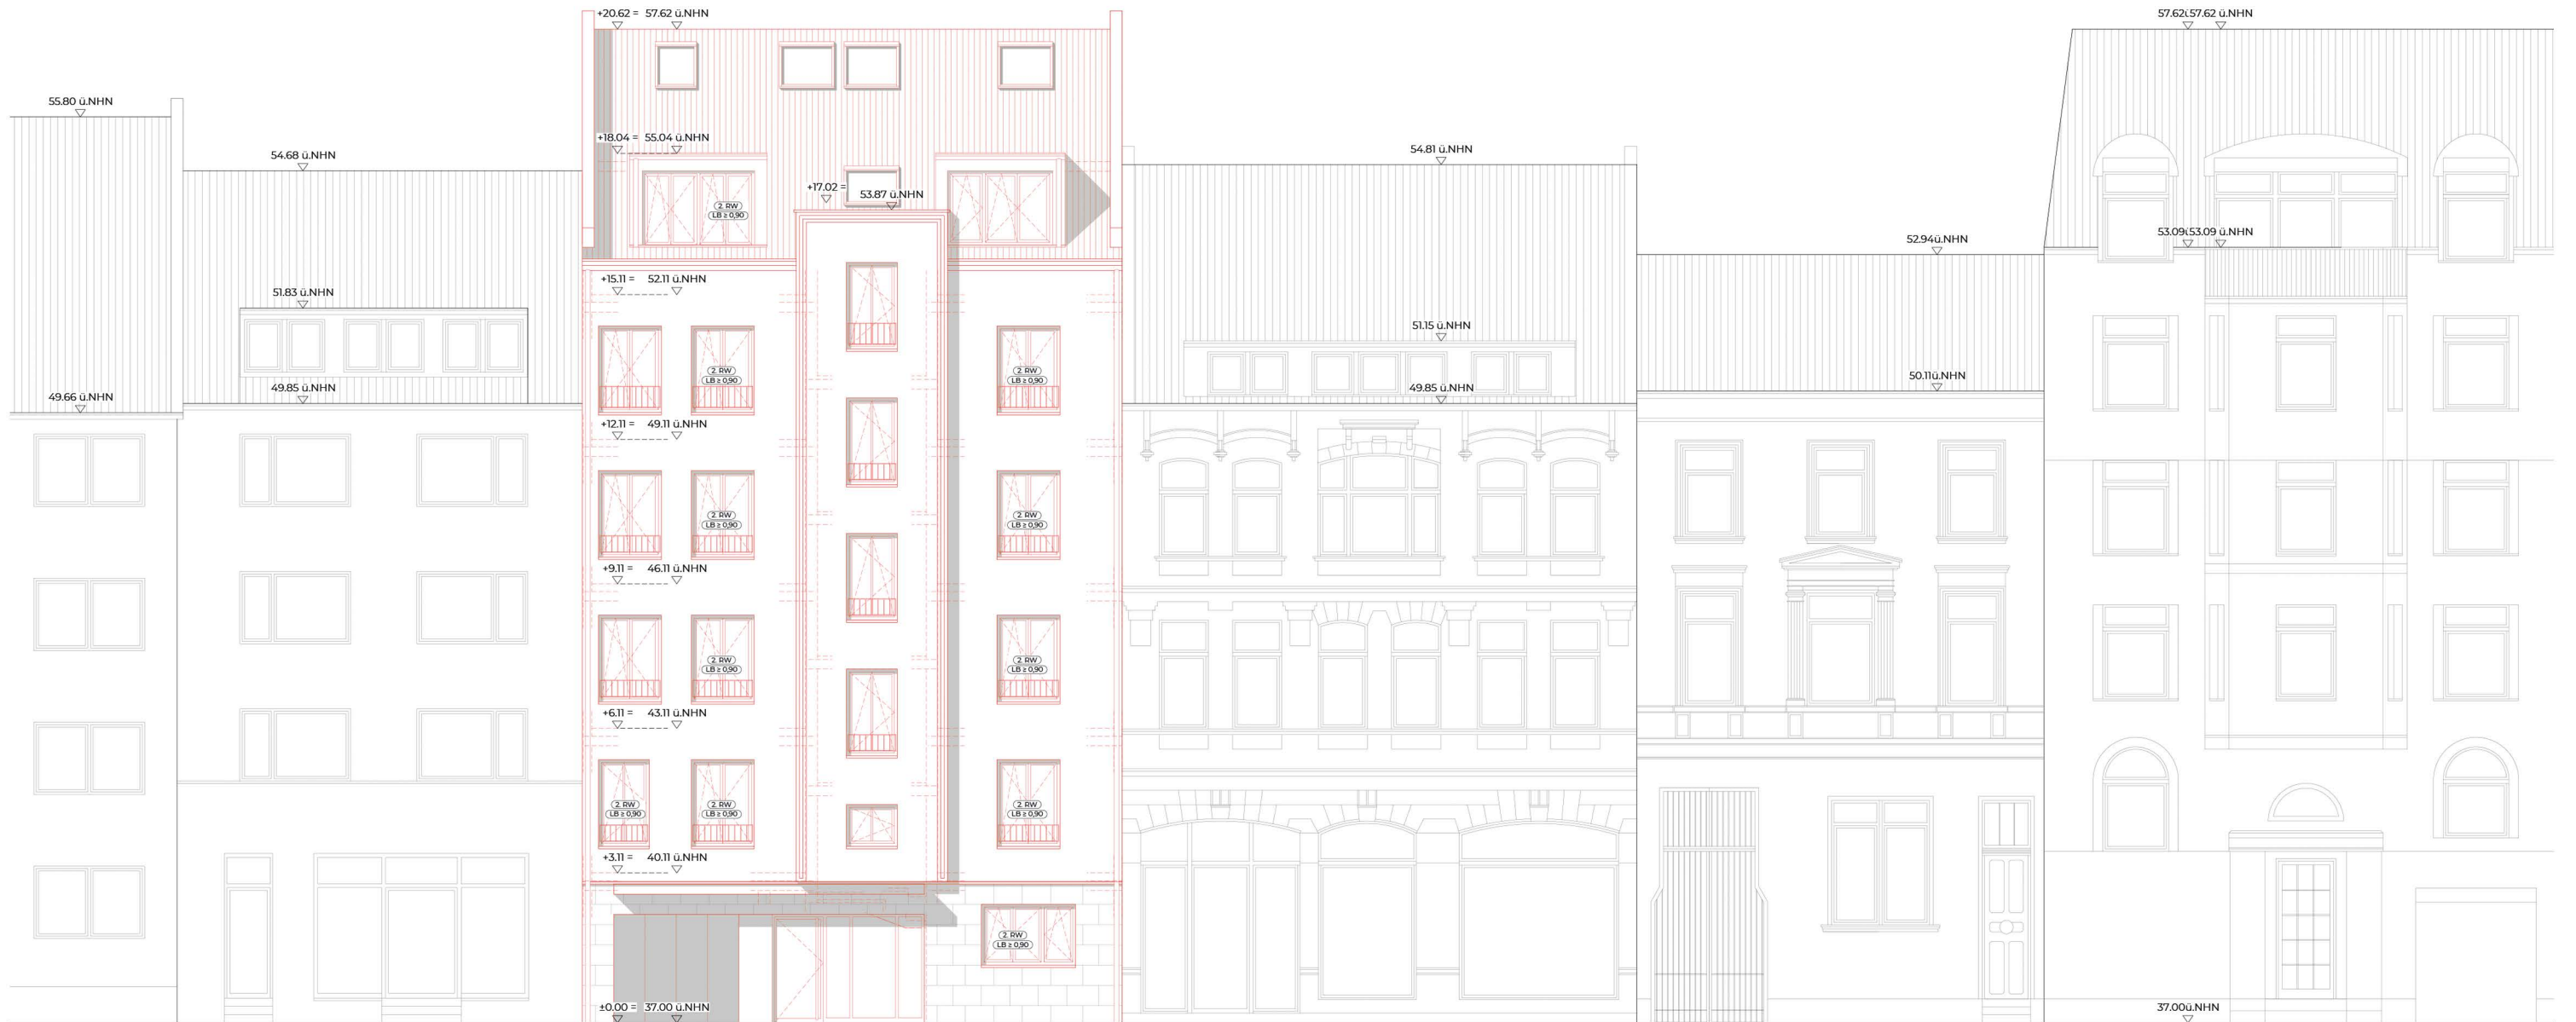 +20.62 = 57.62 ü.NHN
57.62 57.62 ü.NHN
55.80 ü.NHN
+18.04 = 55.04 ü.NHN
54.68 ü.NHN
54.81 ü.NHN
+17.02 =
53.87 ü.NHN
2. RW
LB ≥ 0,90
53.09 53.09 ü.NHN
52.94ü.NHN
+15.11 = 52.11 ü.NHN
51.83 ü.NHN
51.15 ü.NHN
2. RW
LB ≥ 0,90
2. RW
LB ≥ 0,90
50.11ü.NHN
49.85 ü.NHN
49.85 ü.NHN
49.66 ü.NHN
+12.11 = 49.11 ü.NHN
2. RW
LB ≥ 0,90
2. RW
LB ≥ 0,90
+9.11 = 46.11 ü.NHN
2. RW
LB ≥ 0,90
2. RW
LB ≥ 0,90
+6.11 = 43.11 ü.NHN
2. RW
LB ≥ 0,90
2. RW
LB ≥ 0,90
2. RW
LB ≥ 0,90
+3.11 = 40.11 ü.NHN
2. RW
LB ≥ 0,90
±0.00 = 37.00 ü.NHN
37.00ü.NHN